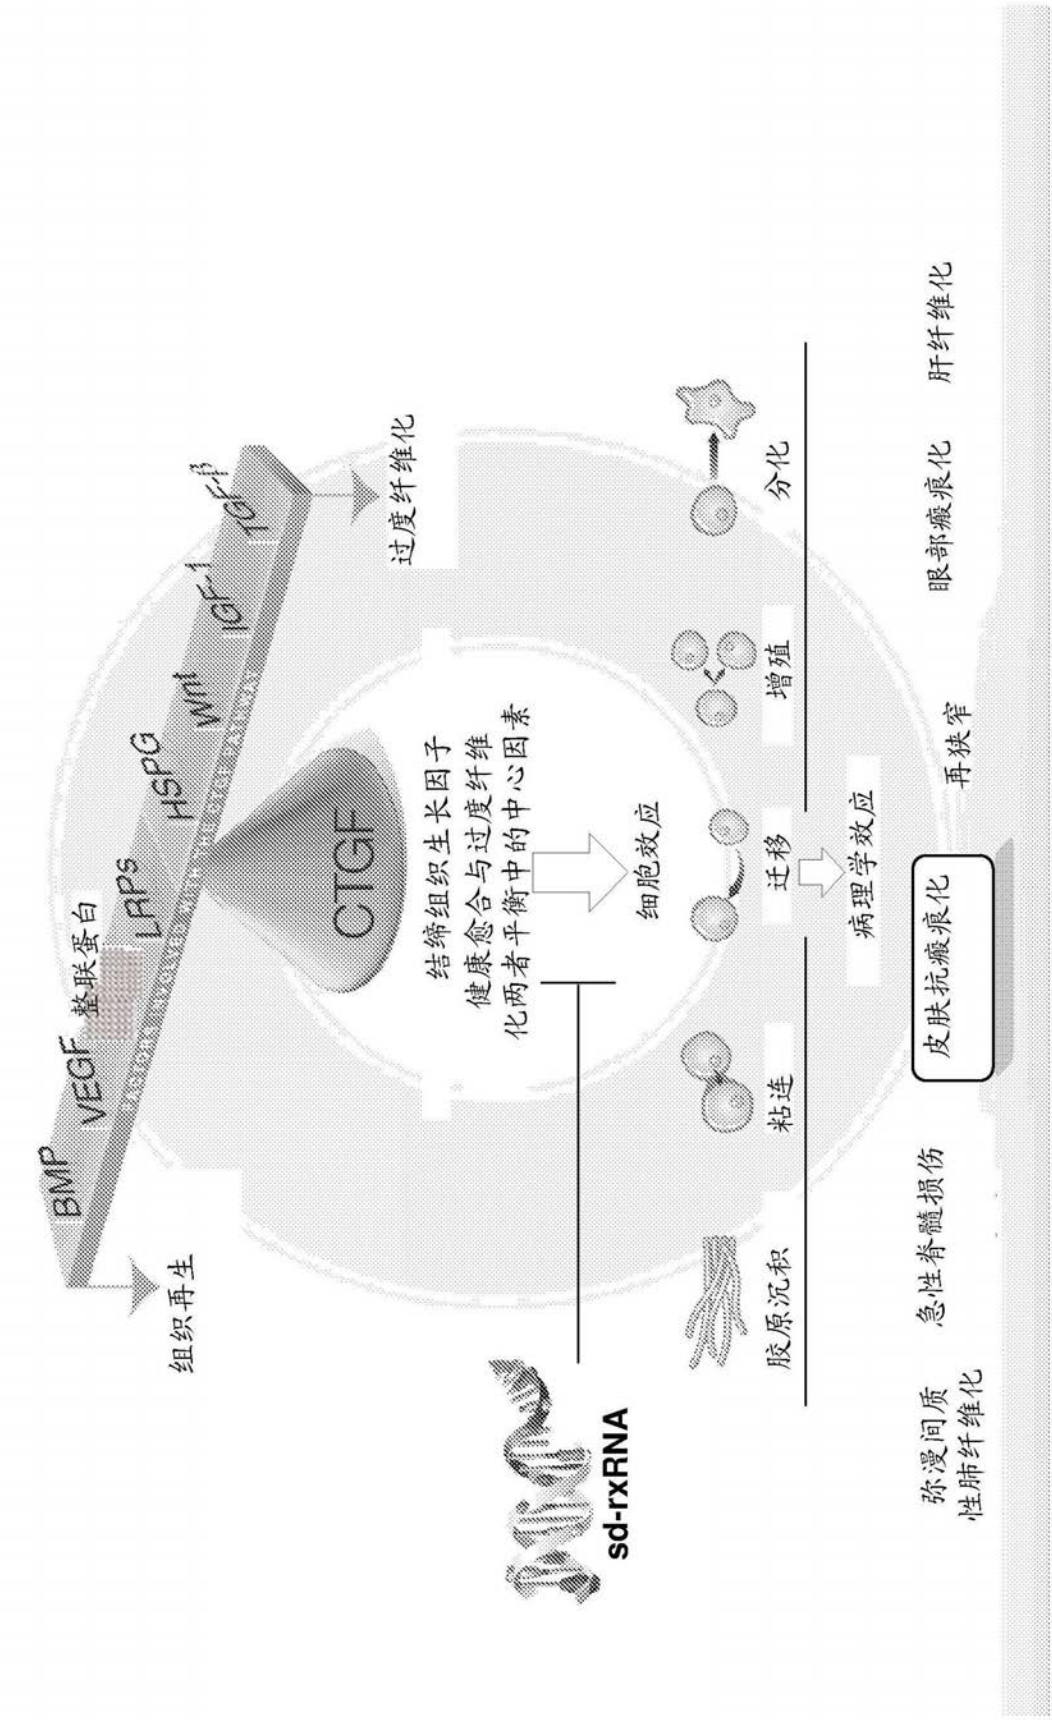 BMP
VEGF
整联蛋白
LRPs
HSPG
Wnt
IGF-1
TGF-β
组织再生
过度纤维化
CTGF
结缔组织生长因子
健康愈合与过度纤维
化两者平衡中的中心因素
sd-rxRNA
细胞效应
胶原沉积
粘连
迁移
增殖
分化
病理学效应
弥漫间质
性肺纤维化
急性脊髓损伤
皮肤抗瘢痕化
再狭窄
眼部瘢痕化
肝纤维化